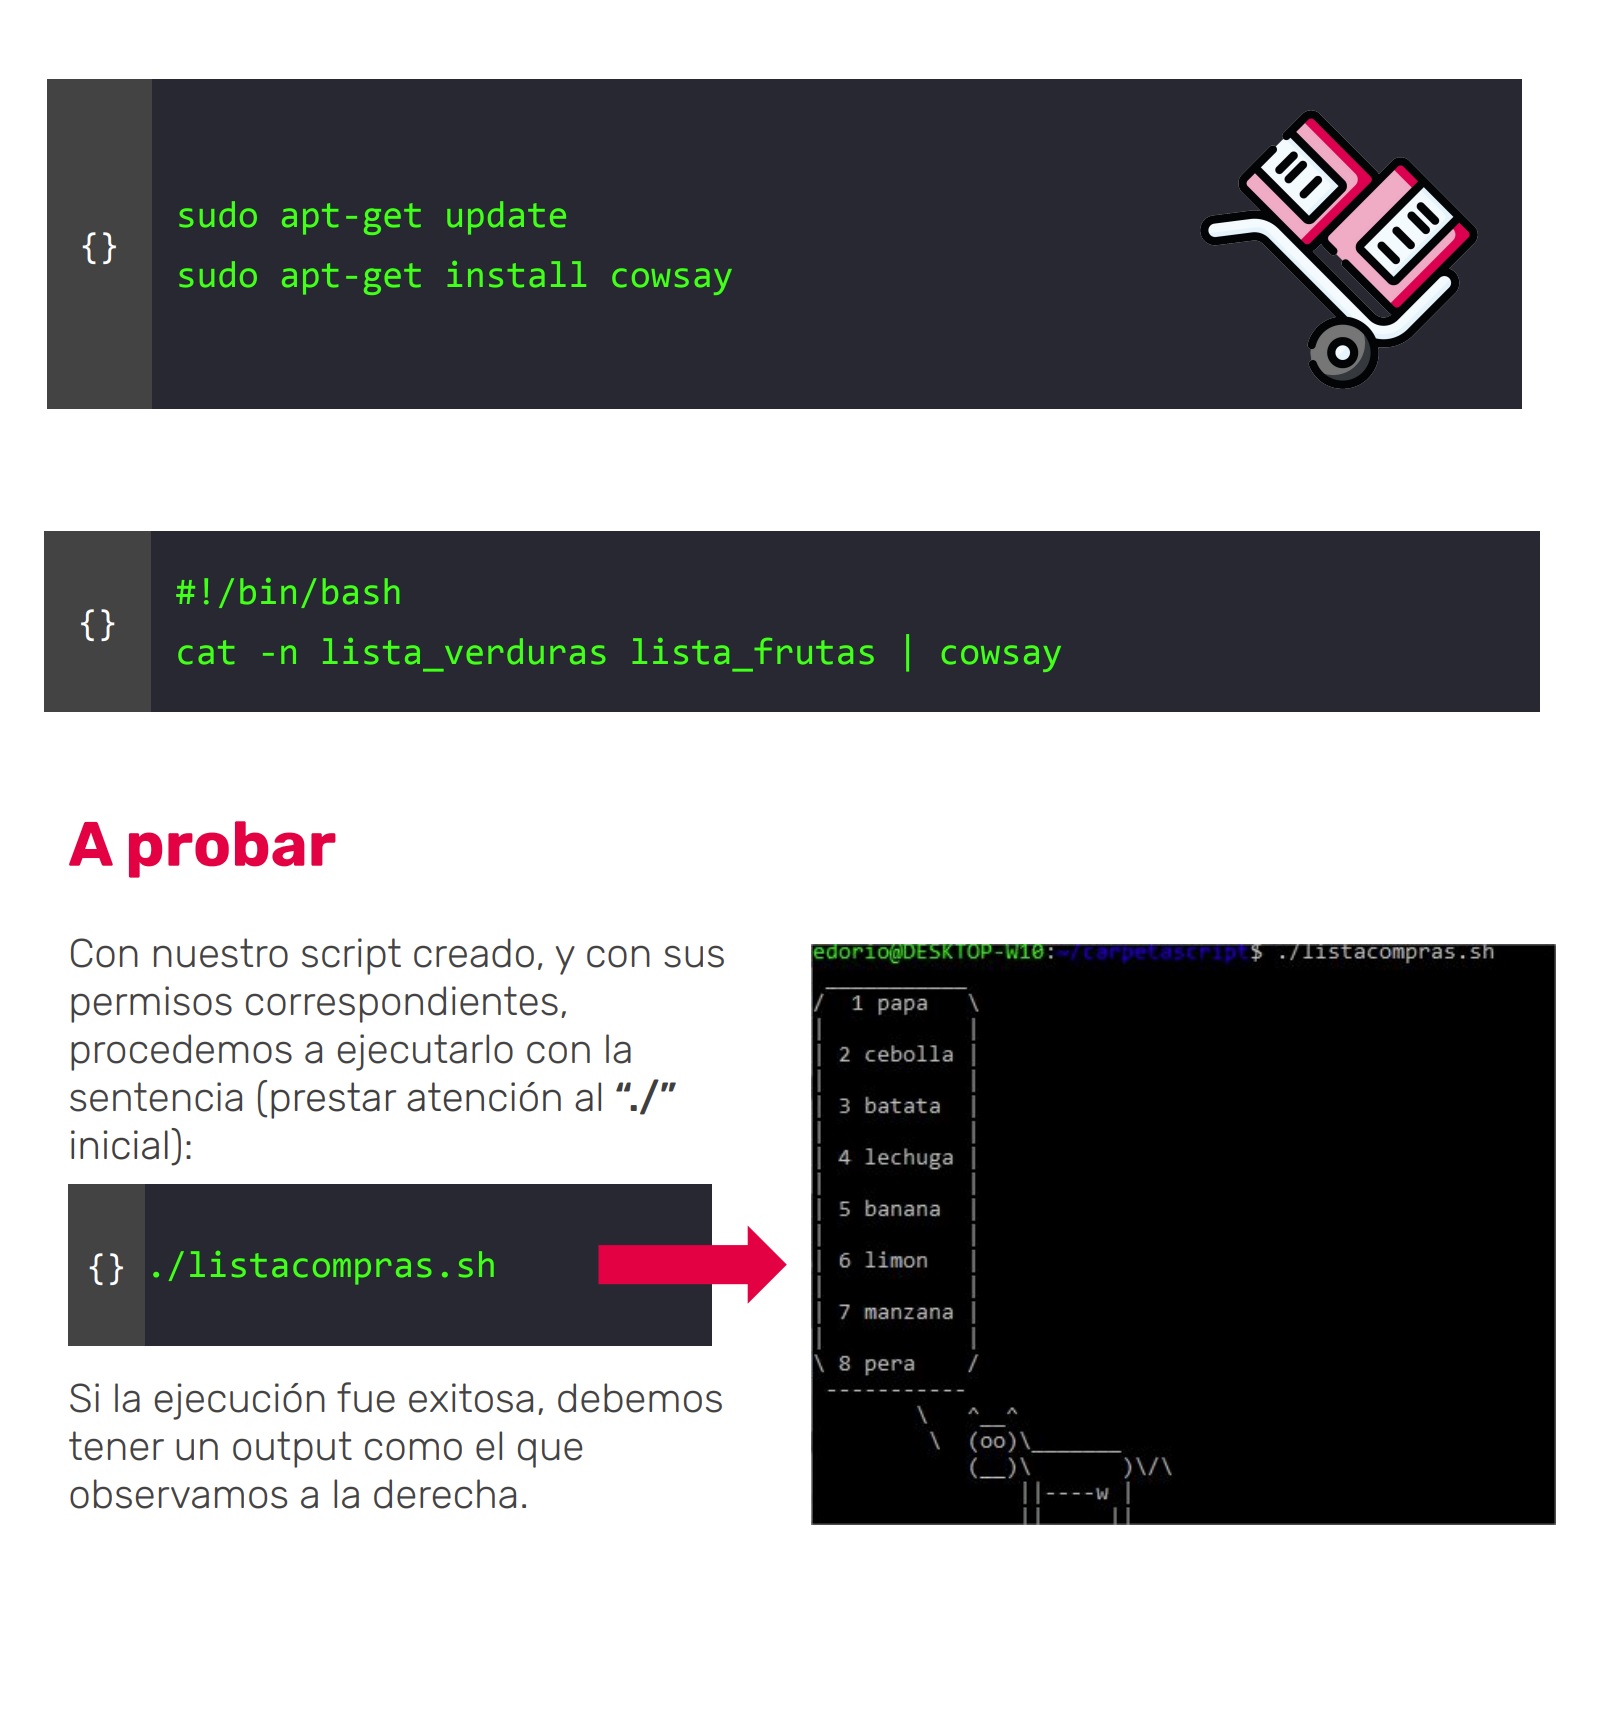 {}
sudo apt-get update
sudo apt-get install cowsay
{}
#!/bin/bash
cat -n lista_verduras lista_frutas | cowsay
A probar
Con nuestro script creado, y con sus
permisos correspondientes,
procedemos a ejecutarlo con la
sentencia (prestar atención al “./”
inicial):
{}
./listacompras.sh
Si la ejecución fue exitosa, debemos
tener un output como el que
observamos a la derecha.
edorio@DESKTOP-W10:~/carpetascript$ ./listacompras.sh
 ___________
/  1 papa   \
|           |
| 2 cebolla |
|           |
| 3 batata  |
|           |
| 4 lechuga |
|           |
| 5 banana  |
|           |
| 6 limon   |
|           |
| 7 manzana |
|           |
\ 8 pera    /
 -----------
        \   ^__^
         \  (oo)\_______
            (__)\       )\/\
                ||----w |
                ||     ||